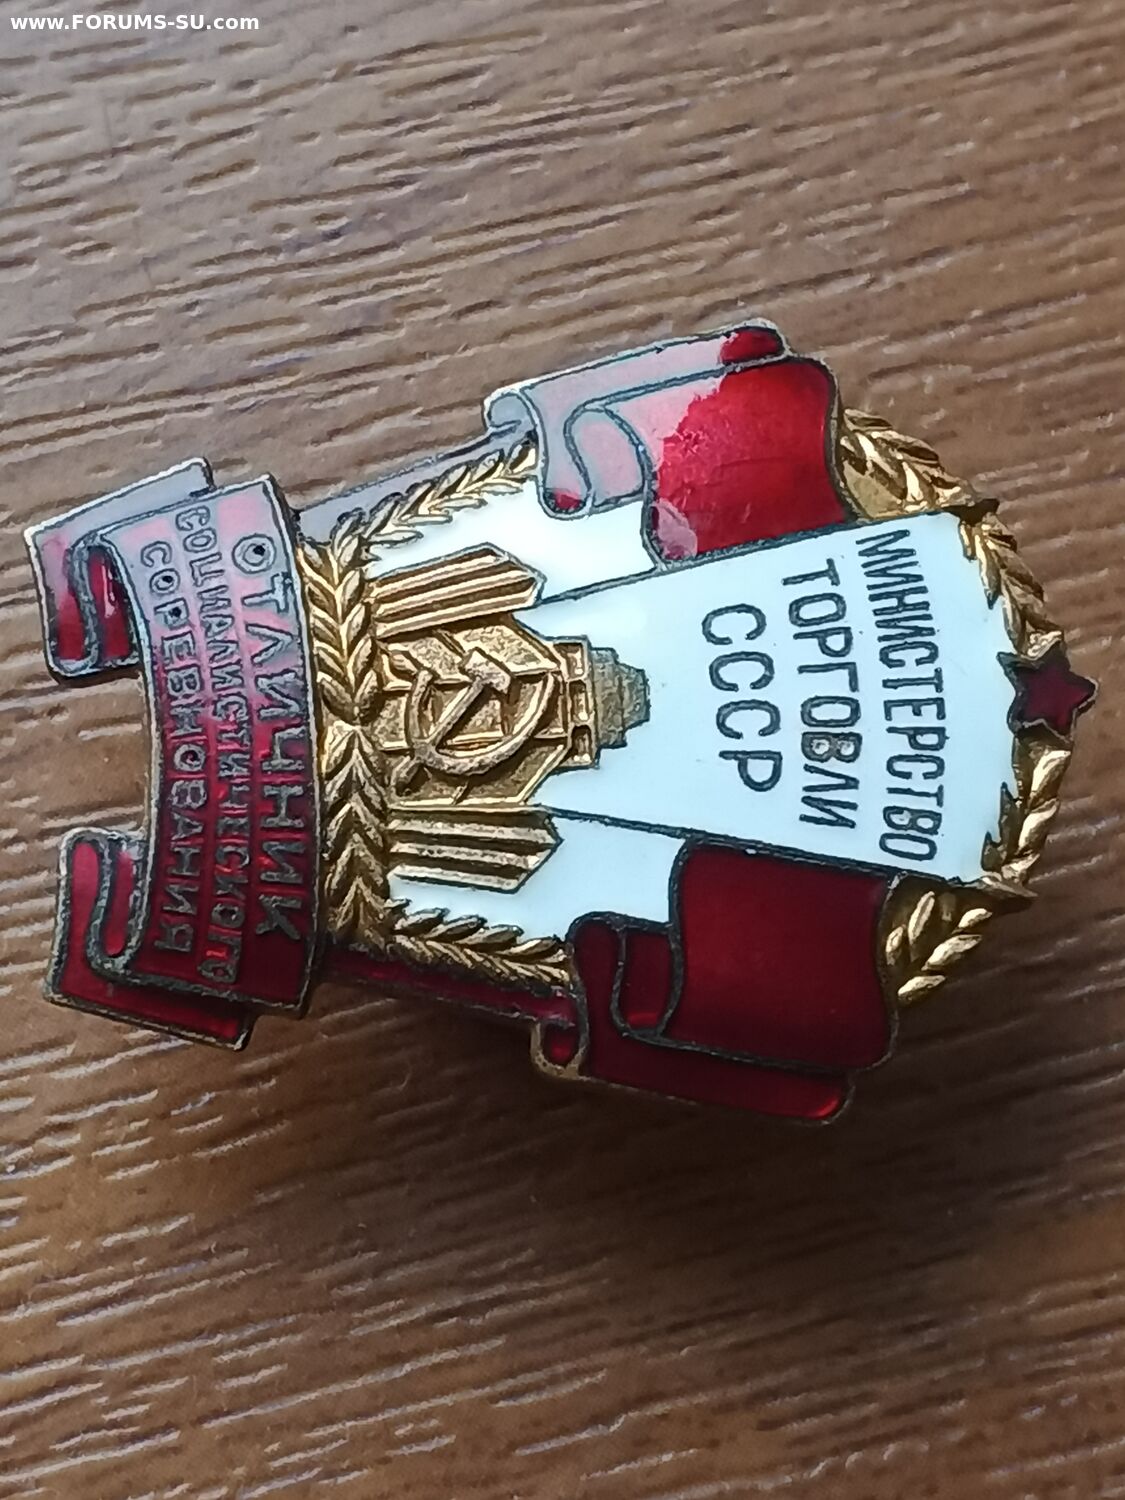 www.FORUMS-SU.com
МИНИСТЕРСТВО
ТОРГОВЛИ
СССР
ОТЛИЧНИК
СОЦИАЛИСТИЧЕСКОГО
СОРЕВНОВАНИЯ